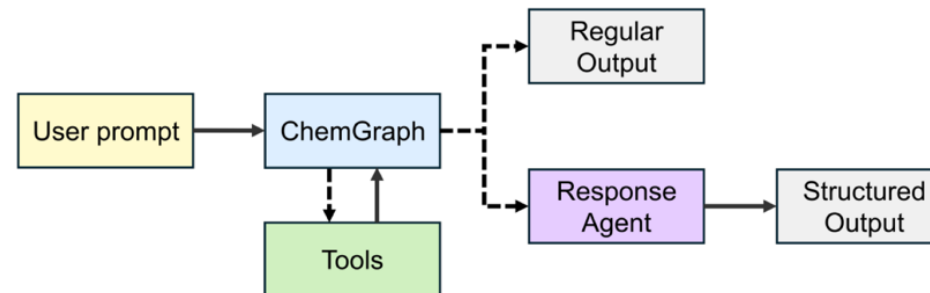 Regular
Output
User prompt
ChemGraph
Response
Agent
Structured
Output
Tools